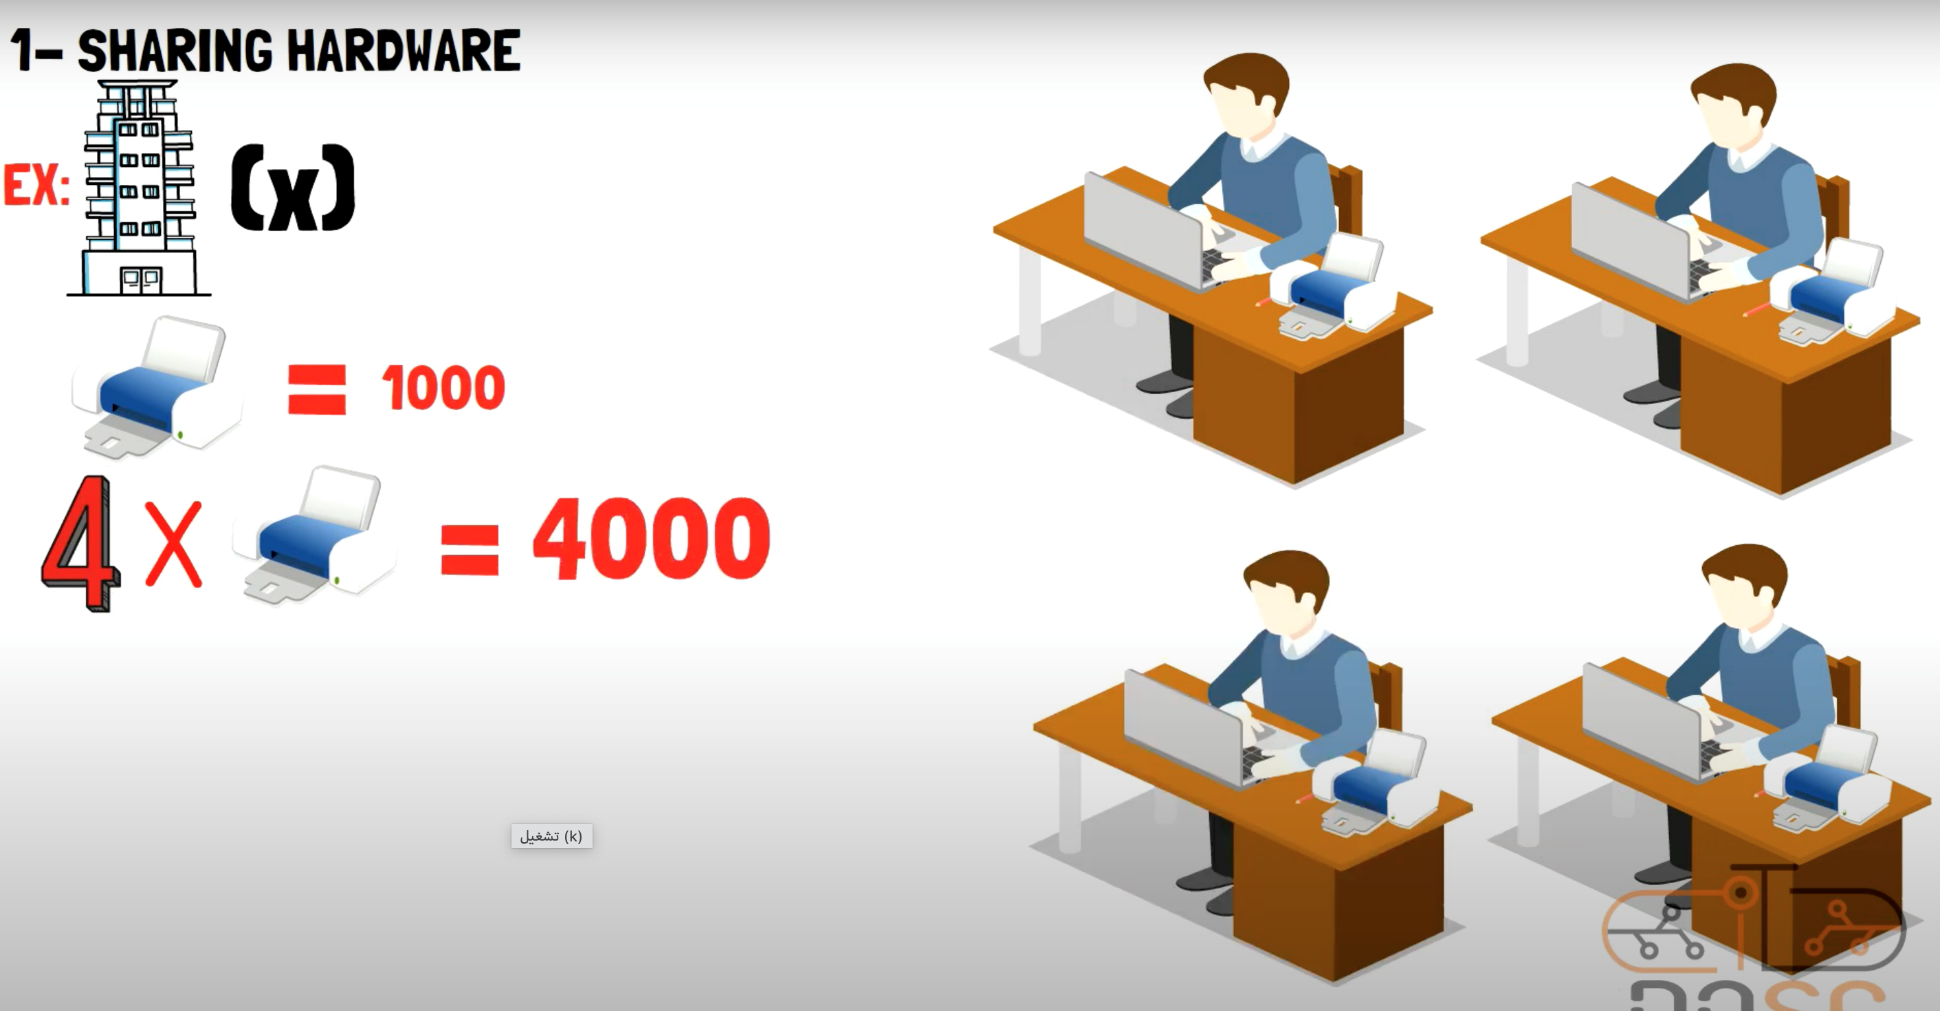 1- SHARING HARDWARE
EX:
(x)
= 1000
4 X = 4000
تشغيل (k)